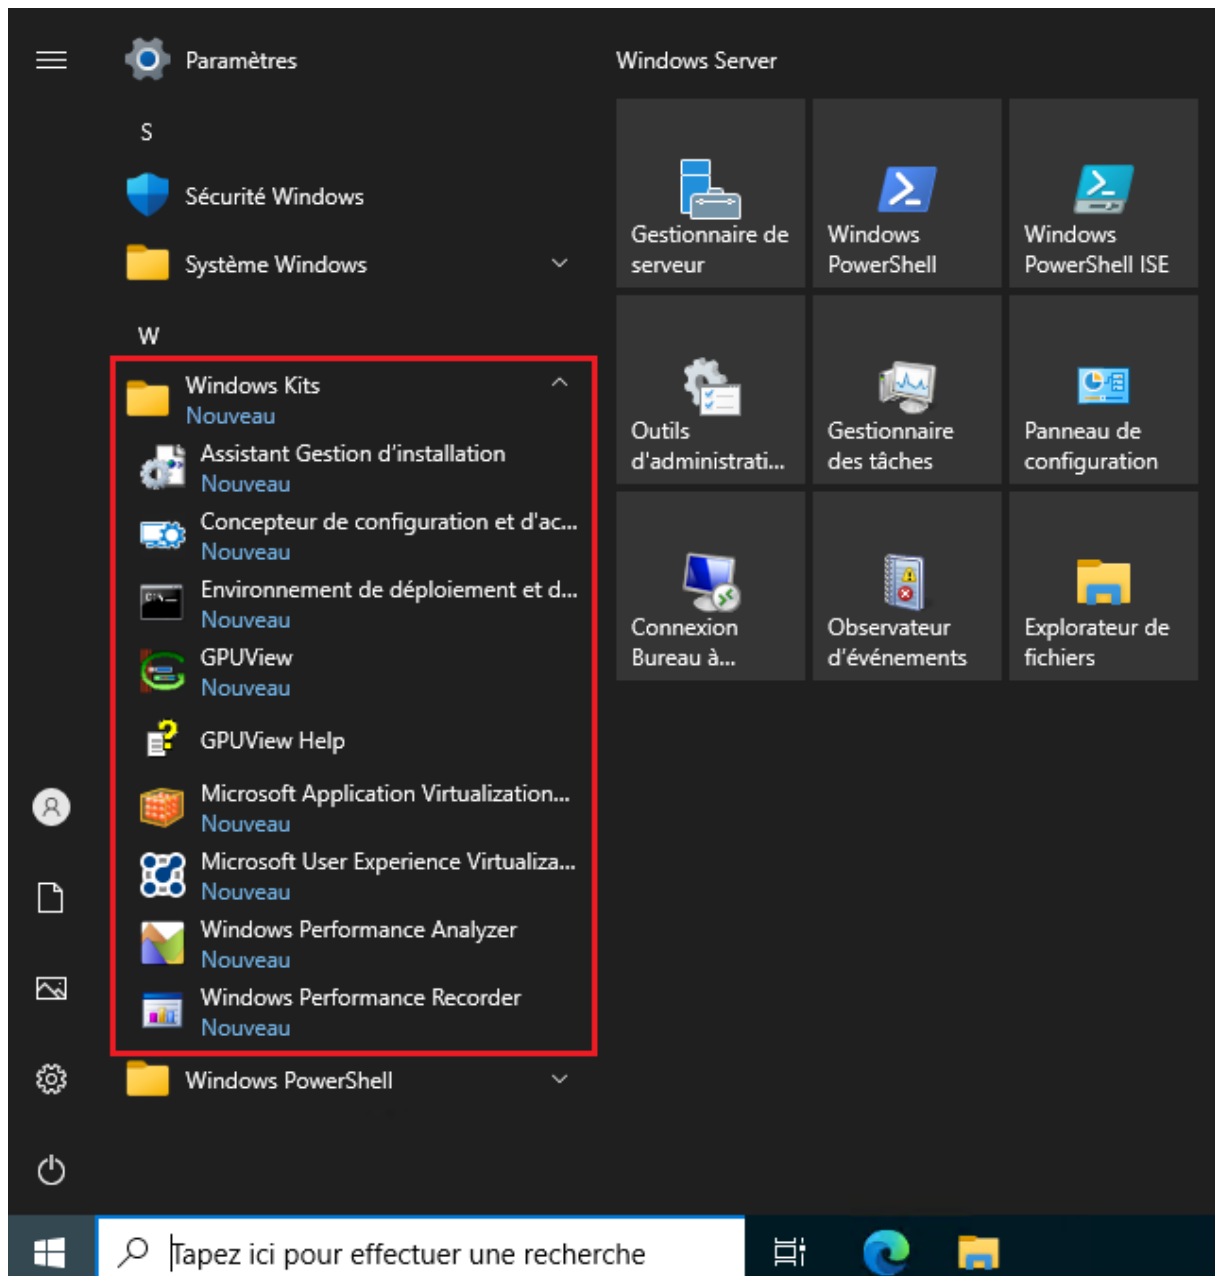 Paramètres
S
Sécurité Windows
Système Windows
W
Windows Kits
Nouveau
Assistant Gestion d'installation
Nouveau
Concepteur de configuration et d'ac...
Nouveau
Environnement de déploiement et d...
Nouveau
GPUView
Nouveau
GPUView Help
Microsoft Application Virtualization...
Nouveau
Microsoft User Experience Virtualiza...
Nouveau
Windows Performance Analyzer
Nouveau
Windows Performance Recorder
Nouveau
Windows PowerShell
Windows Server
Gestionnaire de
serveur
Windows
PowerShell
Windows
PowerShell ISE
Outils
d'administrati...
Gestionnaire
des tâches
Panneau de
configuration
Connexion
Bureau à...
Observateur
d'événements
Explorateur de
fichiers
Tapez ici pour effectuer une recherche